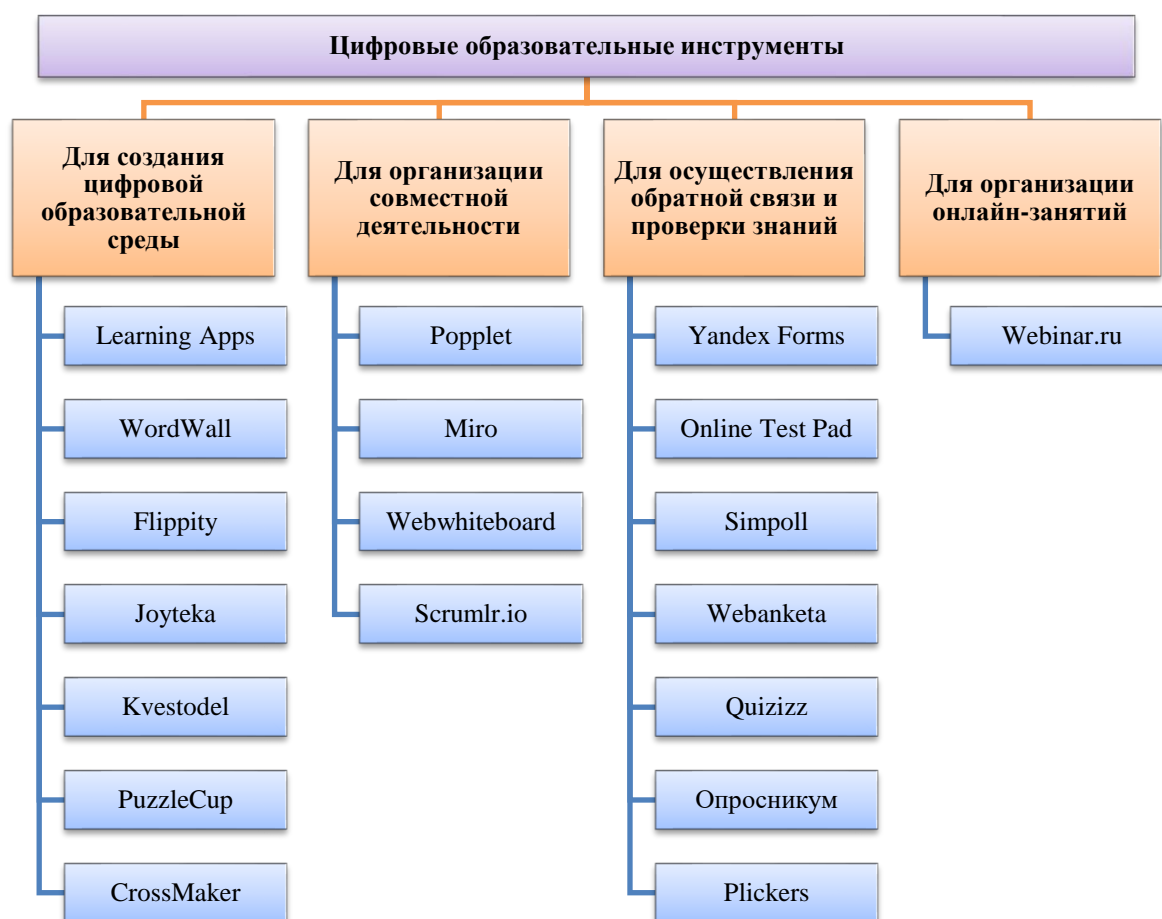 Цифровые образовательные инструменты
Для создания
цифровой
образовательной
среды
Learning Apps
WordWall
Flippity
Joyteka
Kvestodel
PuzzleCup
CrossMaker
Для организации
совместной
деятельности
Popplet
Miro
Webwhiteboard
Scrumlr.io
Для осуществления
обратной связи и
проверки знаний
Yandex Forms
Online Test Pad
Simpoll
Webanketa
Quizizz
Опросникум
Plickers
Для организации
онлайн-занятий
Webinar.ru